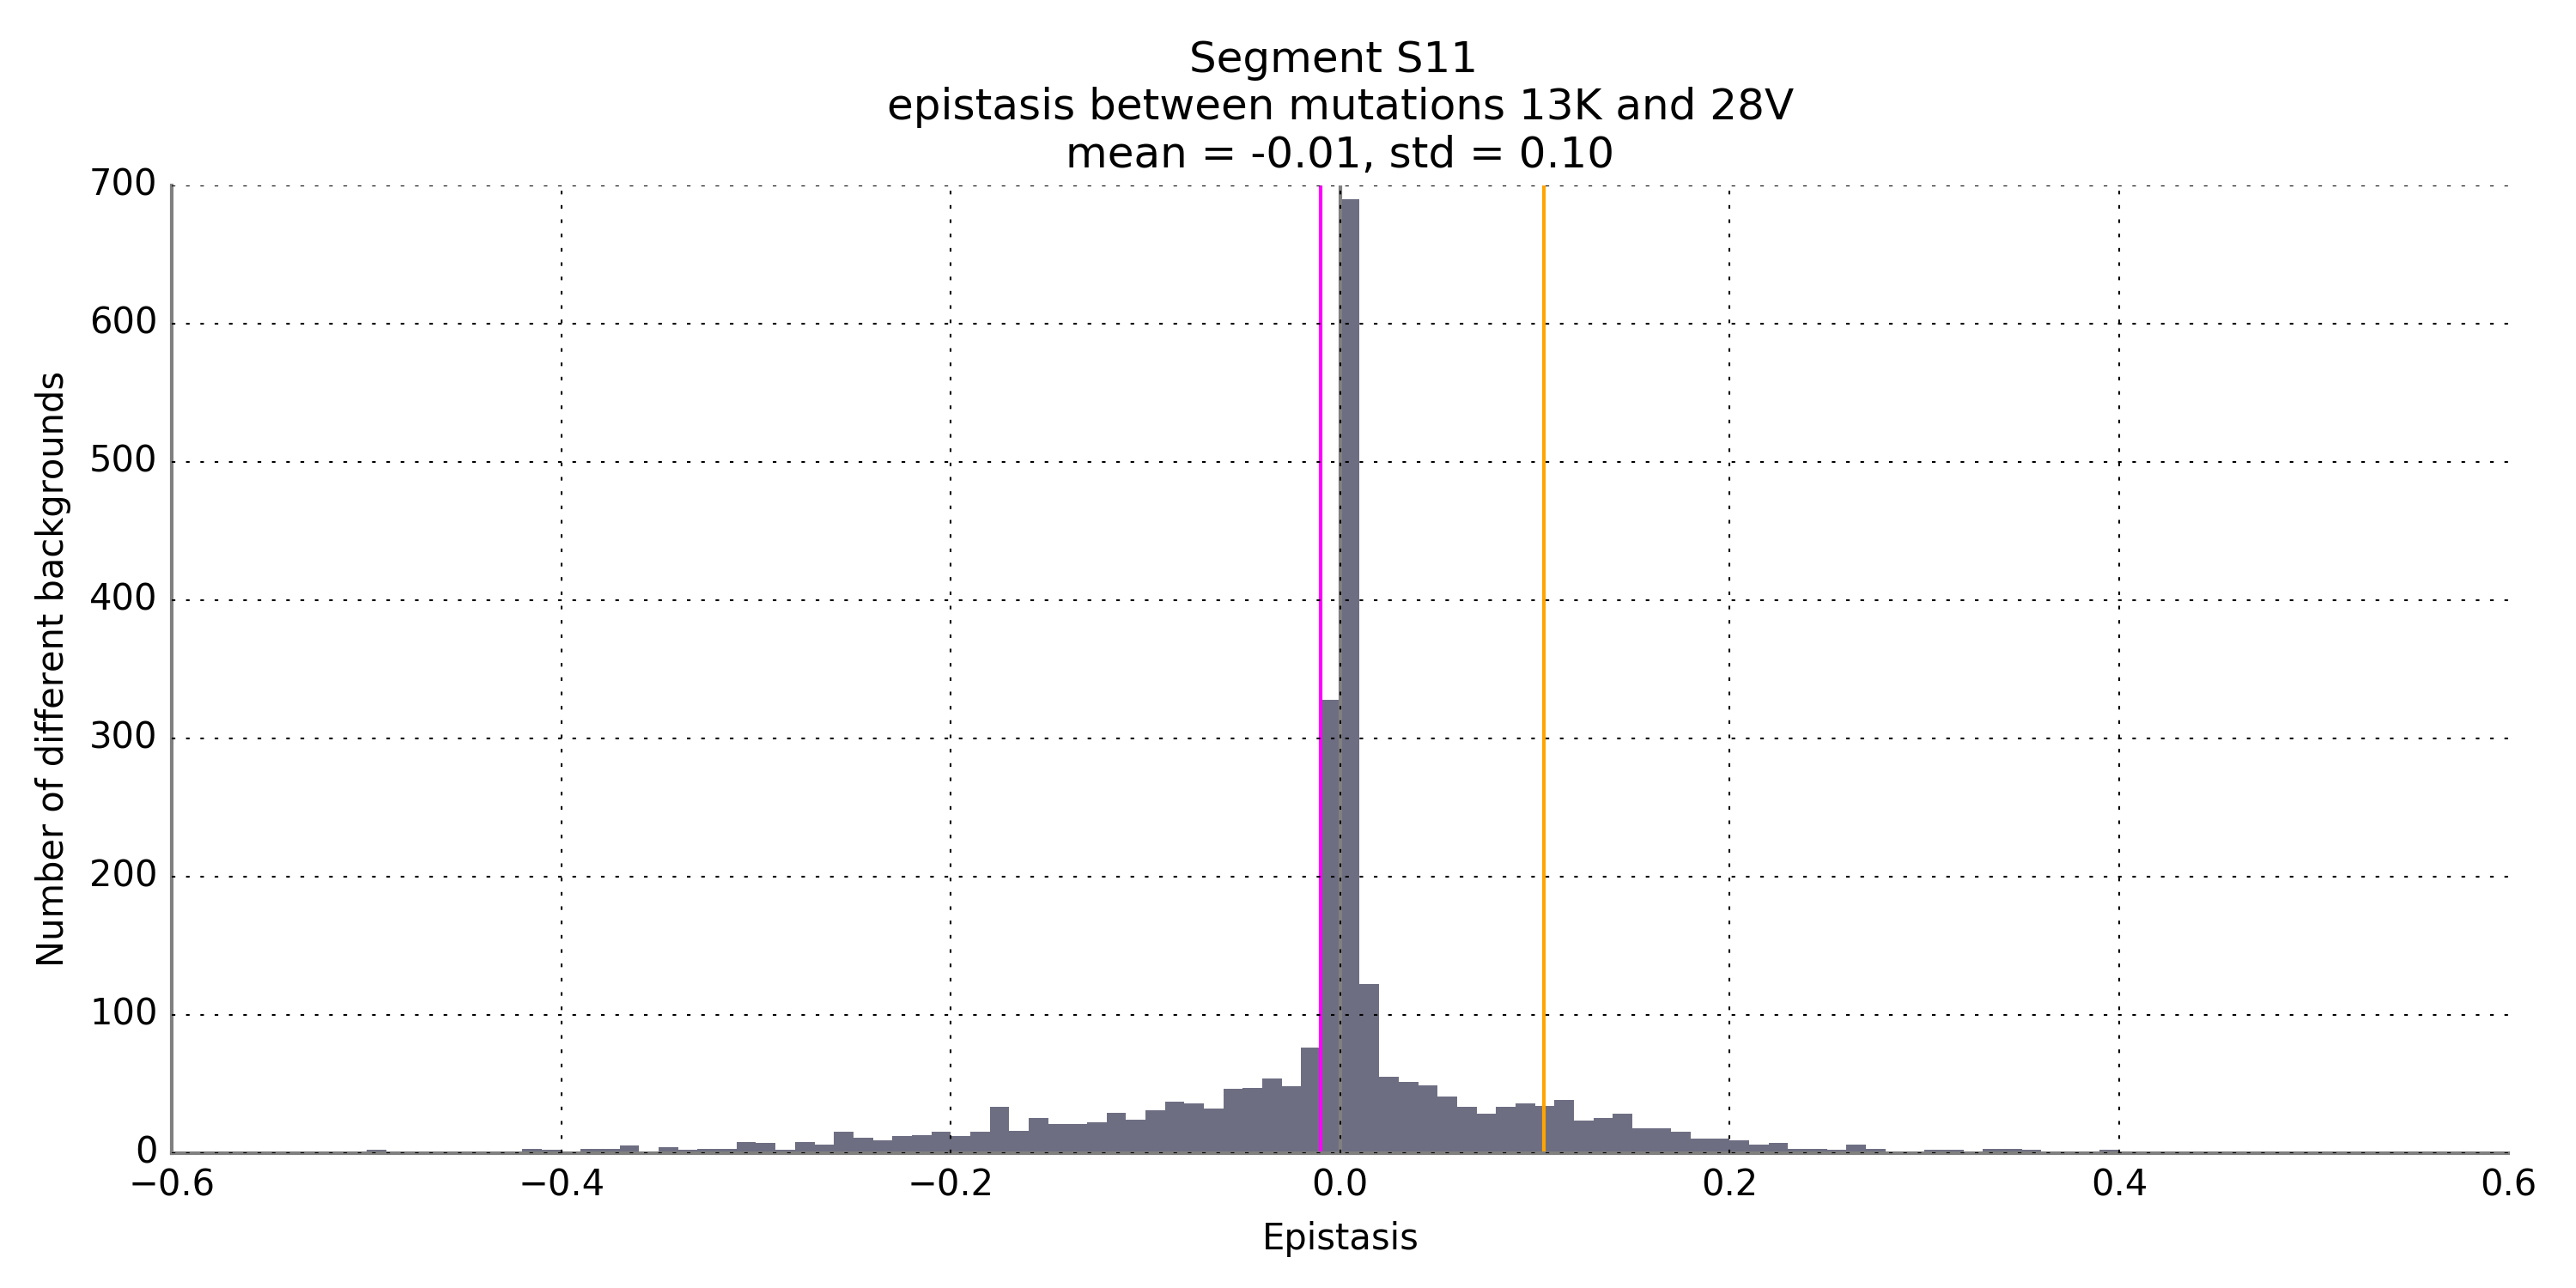 Segment S11
epistasis between mutations 13K and 28V
mean = -0.01, std = 0.10
Number of different backgrounds
700
600
500
400
300
200
100
0
−0.6 −0.4 −0.2 0.0 0.2 0.4 0.6
Epistasis